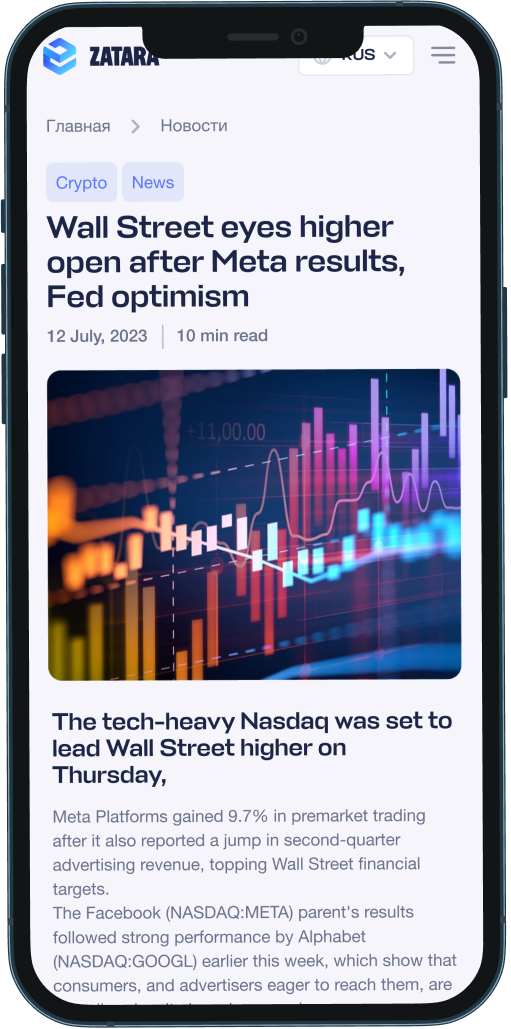 ZATARA
RUS
Главная
Новости
Crypto
News
Wall Street eyes higher
open after Meta results,
Fed optimism
12 July, 2023
10 min read
+11,00.00
The tech-heavy Nasdaq was set to
lead Wall Street higher on
Thursday,
Meta Platforms gained 9.7% in premarket trading
after it also reported a jump in second-quarter
advertising revenue, topping Wall Street financial
targets.
The Facebook (NASDAQ:META) parent's results
followed strong performance by Alphabet
(NASDAQ:GOOGL) earlier this week, which show that
consumers, and advertisers eager to reach them, are